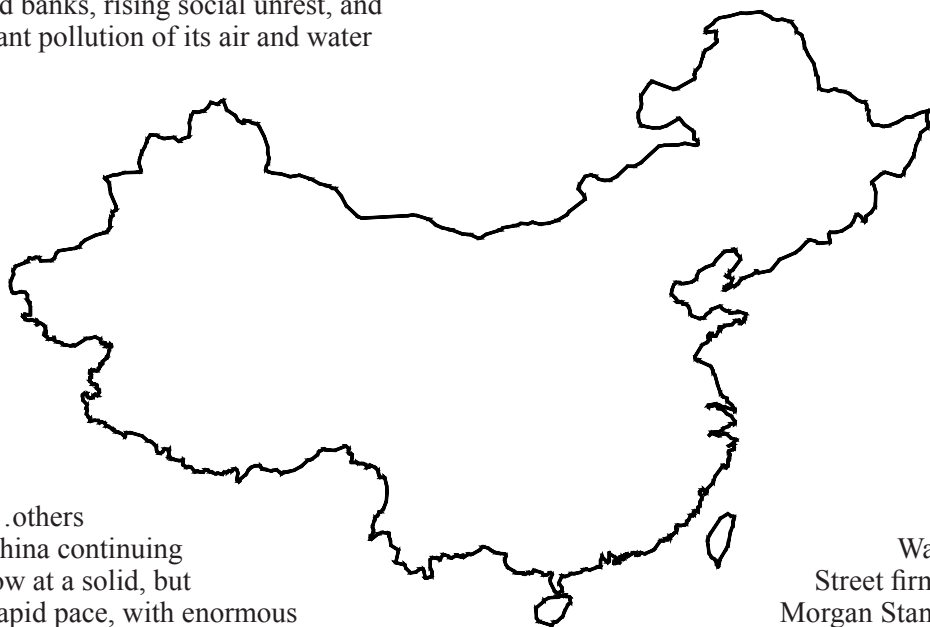 d banks, rising social unrest, and
ant pollution of its air and water
. .others
hina continuing
ow at a solid, but
apid pace, with enormous
Wa
Street firm
Morgan Stan